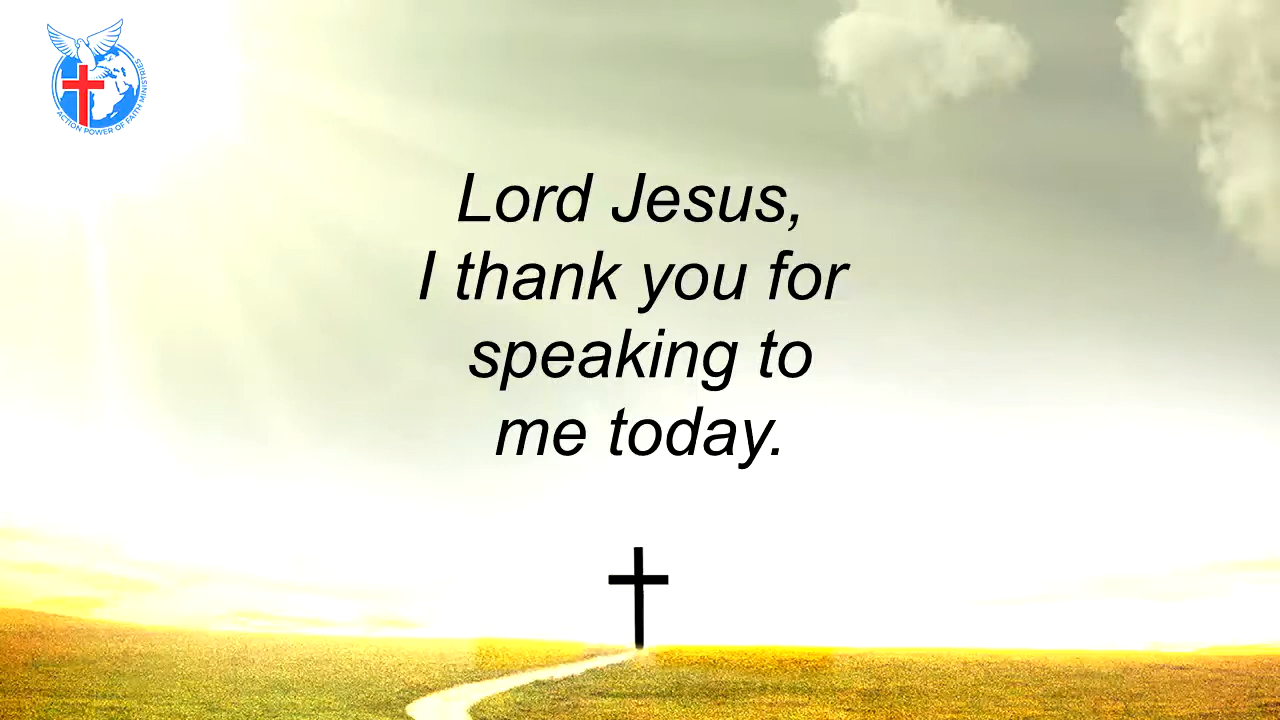 ACTION POWER OF FAITH MINISTRIES
Lord Jesus,
I thank you for
speaking to
me today.